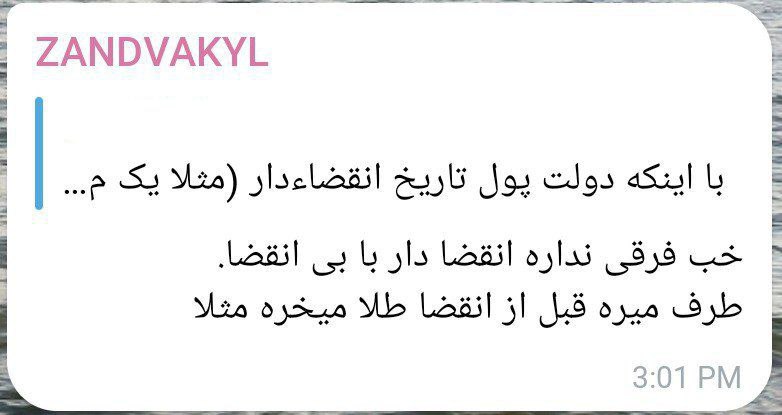 ZANDVAKYL
با اینکه دولت پول تاریخ انقضاءدار (مثلا یک م...
خب فرقی نداره انقضا دار با بی انقضا.
طرف میره قبل از انقضا طلا میخره مثلا
3:01 PM